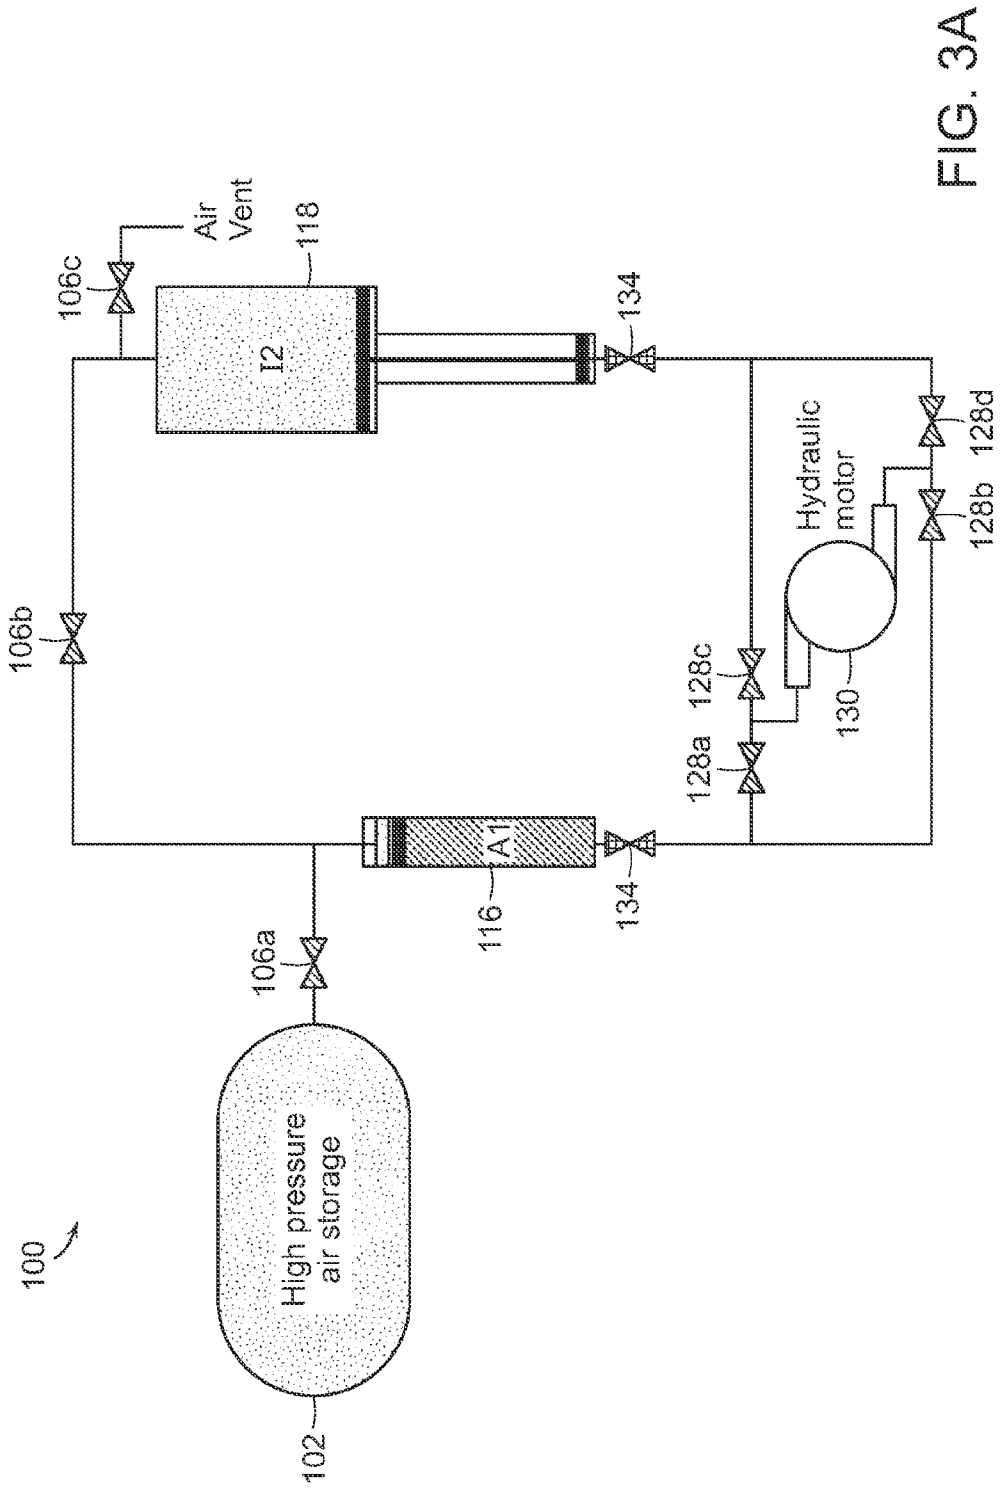 100
102
High pressure
air storage
106a
106b
106c
Air
Vent
118
I2
116
A1
134
134
128a
128c
Hydraulic
motor
130
128b
128d
FIG. 3A